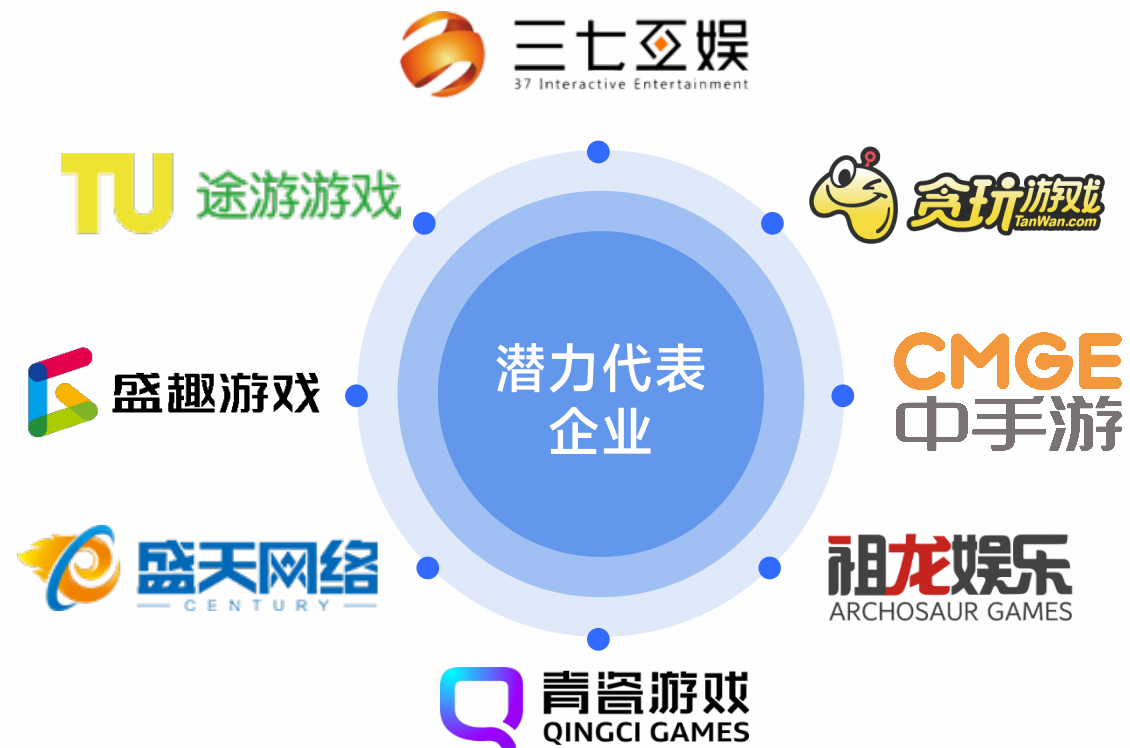 三七互娱
37 Interactive Entertainment
TU 途游游戏
贪玩游戏
TanWan.com
潜力代表
企业
盛趣游戏
CMGE
中手游
盛天网络
CENTURY
祖龙娱乐
ARCHOSAUR GAMES
青瓷游戏
QINGCI GAMES